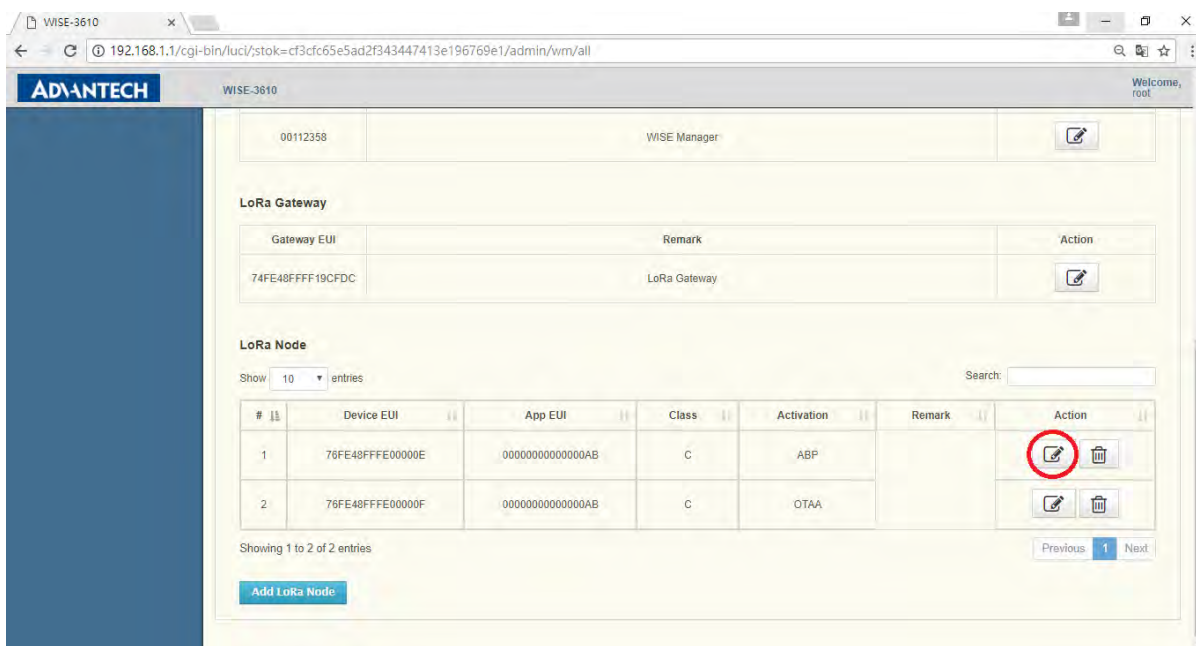 WISE-3610
192.168.1.1/cgi-bin/luci/;stok=cf3cfc65e5ad2f343447413e196769e1/admin/wm/all
ADVANTECH WISE-3610 Welcome, root
00112358 WISE Manager
LoRa Gateway
Gateway EUI Remark Action
74FE48FFFF19CFDC LoRa Gateway
LoRa Node
Show 10 entries Search:
# Device EUI App EUI Class Activation Remark Action
1 76FE48FFFE00000E 00000000000000AB C ABP
2 76FE48FFFE00000F 00000000000000AB C OTAA
Showing 1 to 2 of 2 entries Previous 1 Next
Add LoRa Node